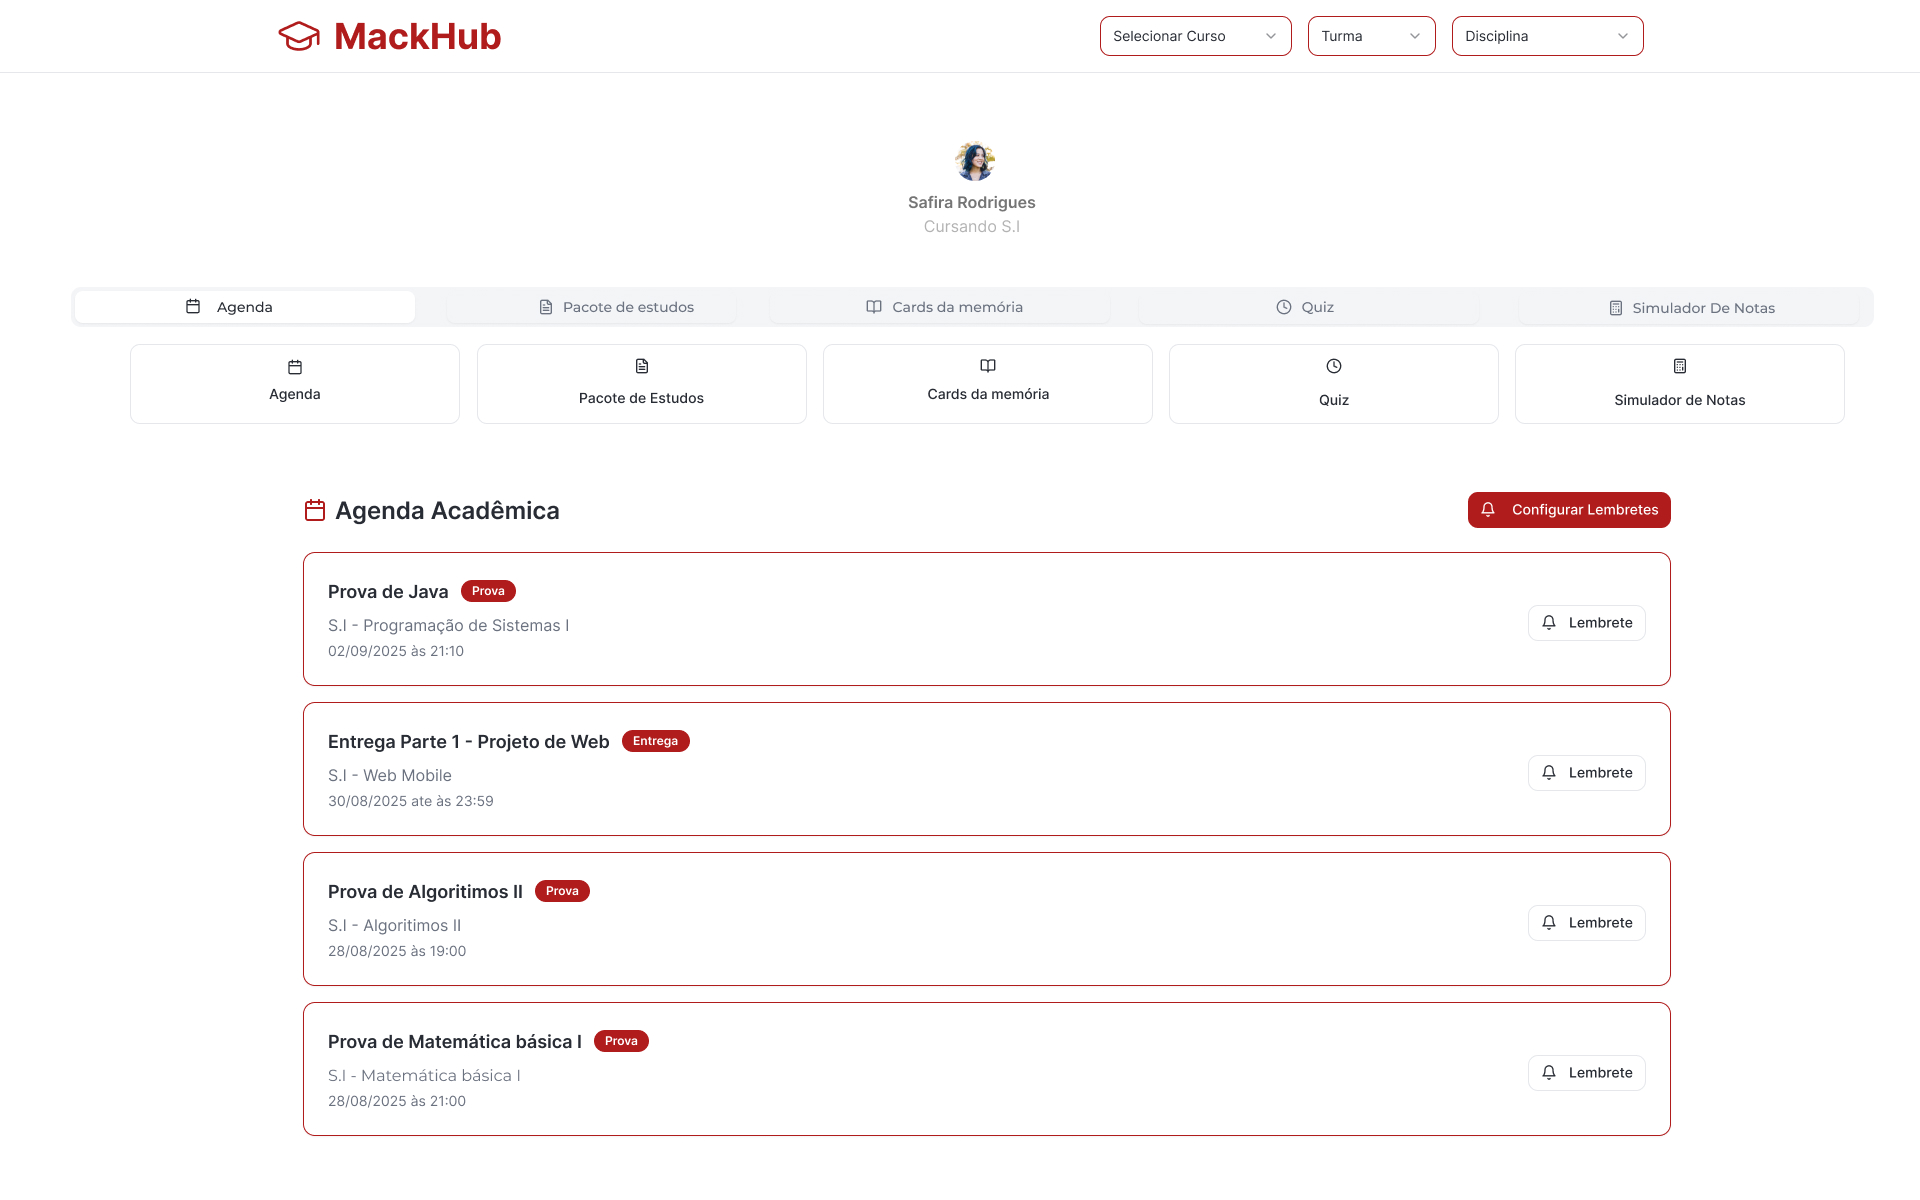 MackHub
Selecionar Curso
Turma
Disciplina
Safira Rodrigues
Cursando S.I
Agenda
Pacote de estudos
Cards da memória
Quiz
Simulador De Notas
Agenda
Pacote de Estudos
Cards da memória
Quiz
Simulador de Notas
Agenda Acadêmica
Configurar Lembretes
Prova de Java Prova
S.I - Programação de Sistemas I
02/09/2025 às 21:10
Lembrete
Entrega Parte 1 - Projeto de Web Entrega
S.I - Web Mobile
30/08/2025 ate às 23:59
Lembrete
Prova de Algoritimos II Prova
S.I - Algoritimos II
28/08/2025 às 19:00
Lembrete
Prova de Matemática básica I Prova
S.I - Matemática básica I
28/08/2025 às 21:00
Lembrete